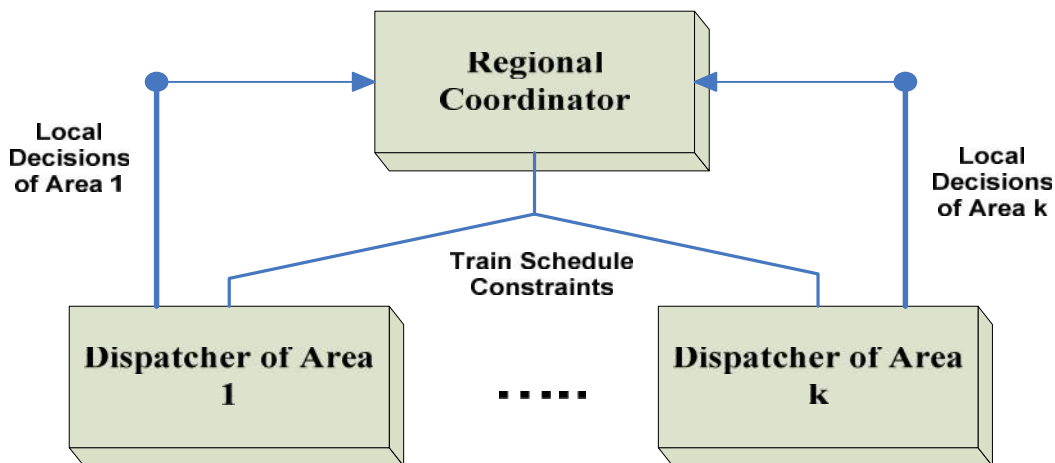 Regional
Coordinator
Local
Decisions
of Area 1
Local
Decisions
of Area k
Train Schedule
Constraints
Dispatcher of Area
1
.....
Dispatcher of Area
k